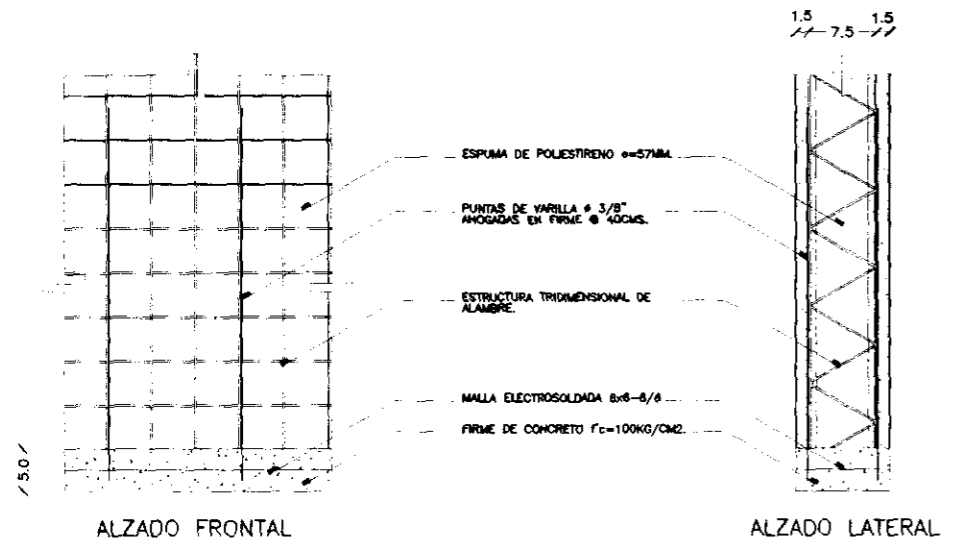 1.5 7.5 1.5
ESPUMA DE POLIESTIRENO e=57MM.
PUNTAS DE VARILLA ø 3/8"
AHOGADAS EN FIRME @ 40CMS.
ESTRUCTURA TRIDIMENSIONAL DE
ALAMBRE.
MALLA ELECTROSOLDADA 6x6-6/6
FIRME DE CONCRETO f'c=100KG/CM2.
5.0
ALZADO FRONTAL
ALZADO LATERAL